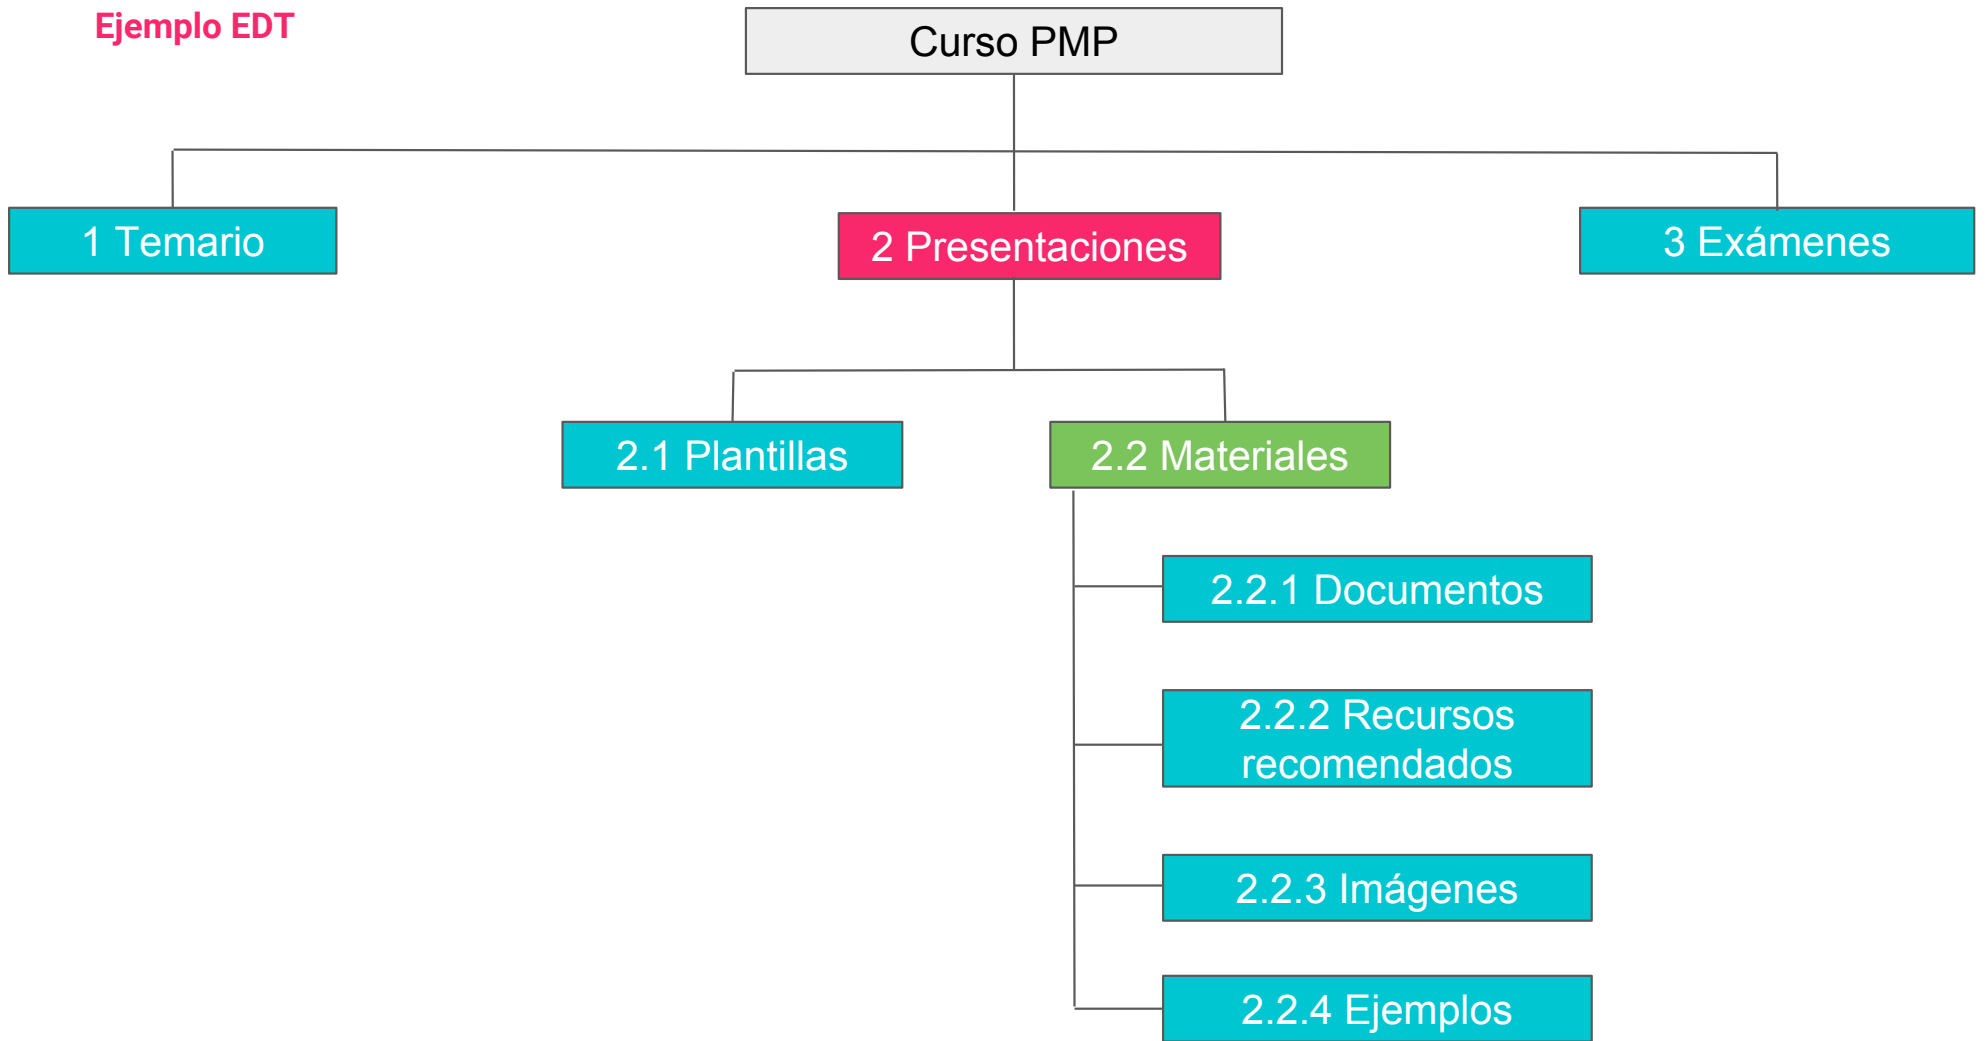 Ejemplo EDT
Curso PMP
1 Temario
2 Presentaciones
3 Exámenes
2.1 Plantillas
2.2 Materiales
2.2.1 Documentos
2.2.2 Recursos
recomendados
2.2.3 Imágenes
2.2.4 Ejemplos